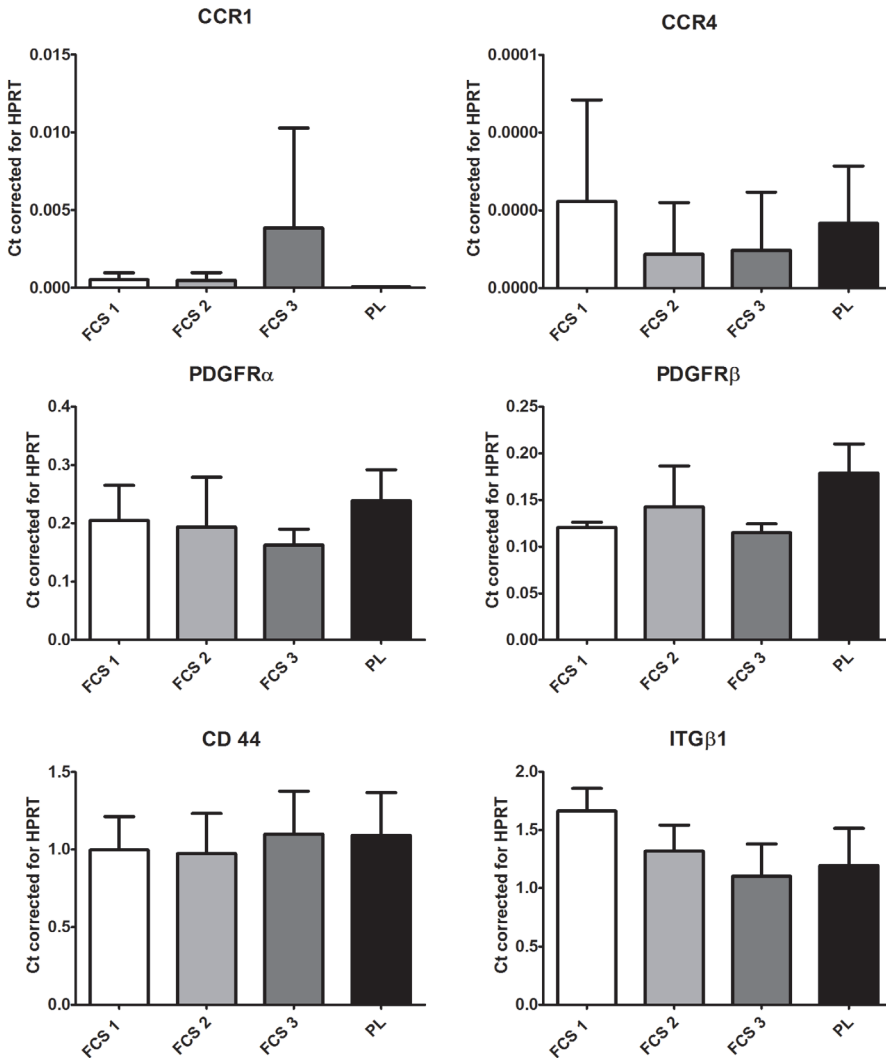 CCR1
Ct corrected for HPRT
0.015
0.010
0.005
0.000
FCS 1
FCS 2
FCS 3
PL
CCR4
Ct corrected for HPRT
0.0001
0.0000
0.0000
0.0000
FCS 1
FCS 2
FCS 3
PL
PDGFRα
Ct corrected for HPRT
0.4
0.3
0.2
0.1
0.0
FCS 1
FCS 2
FCS 3
PL
PDGFRβ
Ct corrected for HPRT
0.25
0.20
0.15
0.10
0.05
0.00
FCS 1
FCS 2
FCS 3
PL
CD 44
Ct corrected for HPRT
1.5
1.0
0.5
0.0
FCS 1
FCS 2
FCS 3
PL
ITGβ1
Ct corrected for HPRT
2.0
1.5
1.0
0.5
0.0
FCS 1
FCS 2
FCS 3
PL